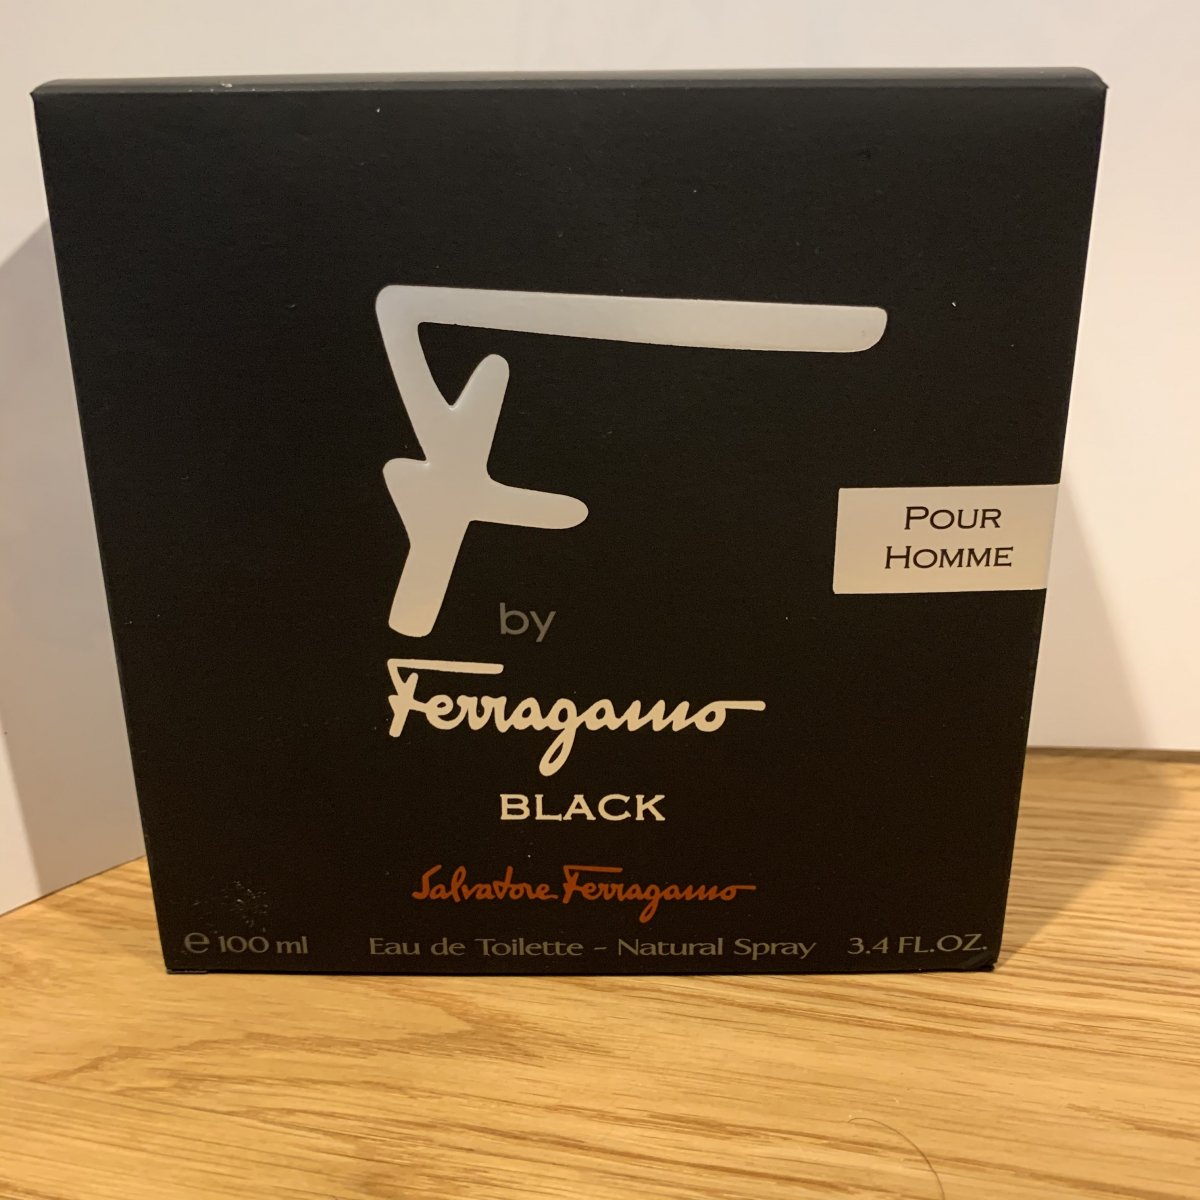 F
POUR
HOMME
by
Ferragamo
BLACK
Salvatore Ferragamo
e 100 ml Eau de Toilette - Natural Spray 3.4 FL.OZ.